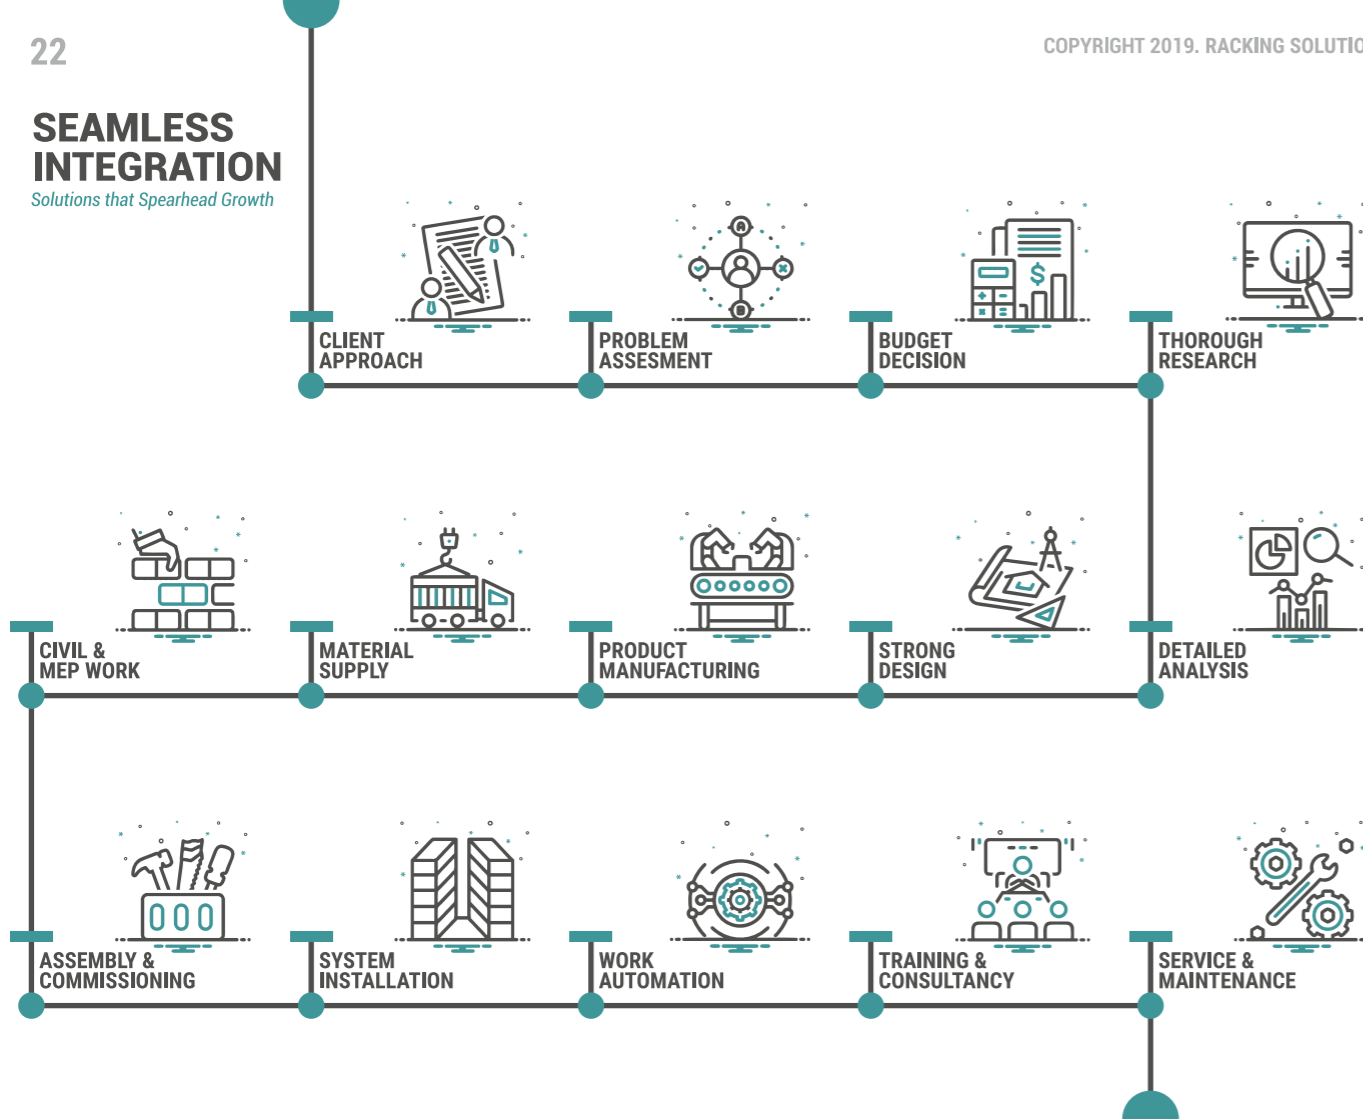 22
COPYRIGHT 2019. RACKING
SEAMLESS
INTEGRATION
Solutions that Spearhead Growth
CLIENT
APPROACH
PROBLEM
ASSESMENT
BUDGET
DECISION
THOROUGH
RESEARCH
CIVIL &
MEP WORK
MATERIAL
SUPPLY
PRODUCT
MANUFACTURING
STRONG
DESIGN
DETAILED
ANALYSIS
ASSEMBLY &
COMMISSIONING
SYSTEM
INSTALLATION
WORK
AUTOMATION
TRAINING &
CONSULTANCY
SERVICE &
MAINTENANCE